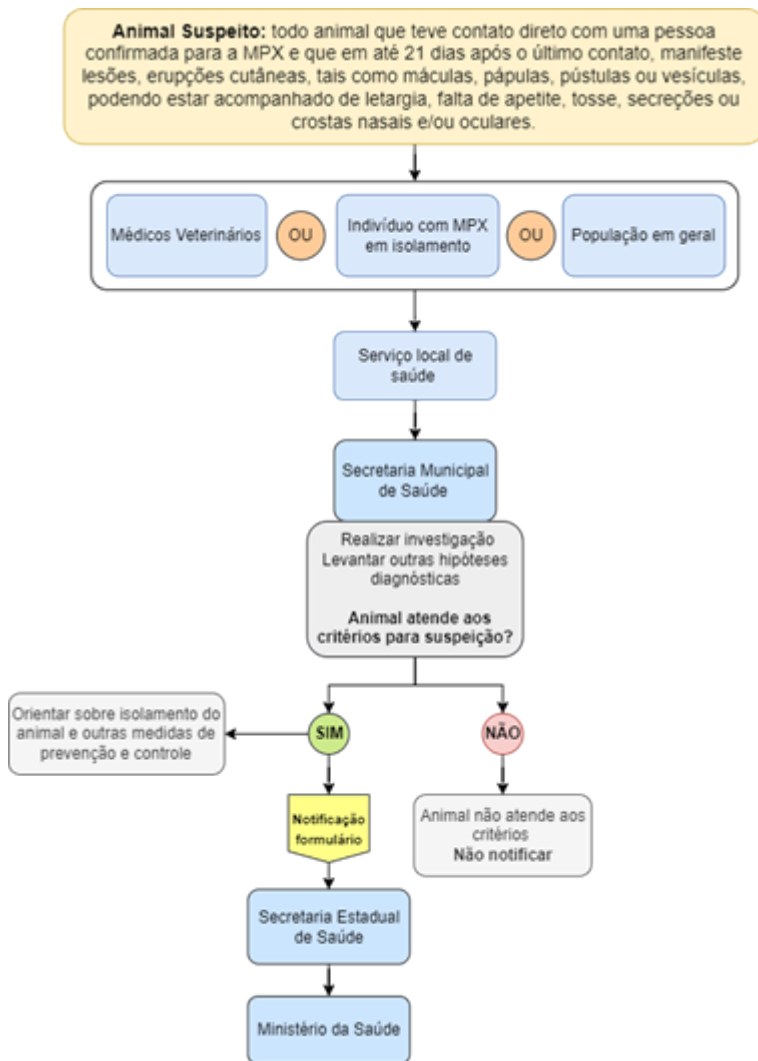 Animal Suspeito: todo animal que teve contato direto com uma pessoa
confirmada para a MPX e que em até 21 dias após o último contato, manifeste
lesões, erupções cutâneas, tais como máculas, pápulas, pústulas ou vesículas,
podendo estar acompanhado de letargia, falta de apetite, tosse, secreções ou
crostas nasais e/ou oculares.
Médicos Veterinários
OU
Indivíduo com MPX
em isolamento
OU
População em geral
Serviço local de
saúde
Secretaria Municipal
de Saúde
Realizar investigação
Levantar outras hipóteses
diagnósticas
Animal atende aos
critérios para suspeição?
Orientar sobre isolamento do
animal e outras medidas de
prevenção e controle
SIM
NÃO
Notificação
formulário
Animal não atende aos
critérios
Não notificar
Secretaria Estadual
de Saúde
Ministério da Saúde